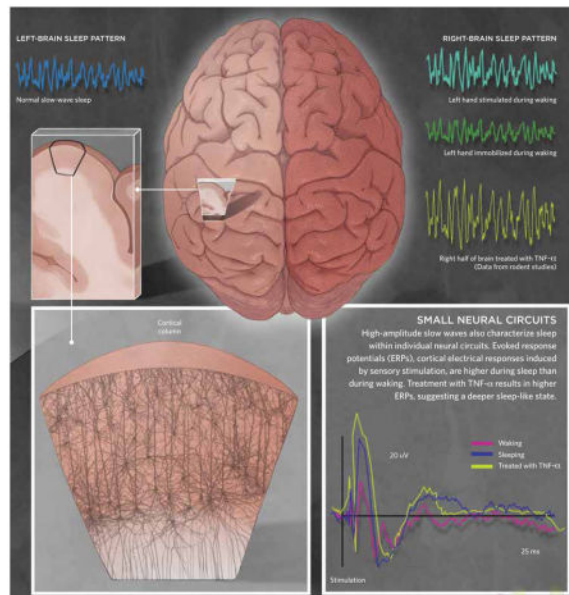 LEFT-BRAIN SLEEP PATTERN
Normal slow-wave sleep
RIGHT-BRAIN SLEEP PATTERN
Left hand stimulated during waking
Left hand immobilized during waking
Right half of brain treated with TNF-α
(Data from rodent studies)
Cortical
column
SMALL NEURAL CIRCUITS
High-amplitude slow waves also characterize sleep
within individual neural circuits. Evoked response
potentials (ERPs), cortical electrical responses induced
by sensory stimulation, are higher during sleep than
during waking. Treatment with TNF-α results in higher
ERPs, suggesting a deeper sleep-like state.
20 uV
Waking
Sleeping
Treated with TNF-α
25 ms
Stimulation